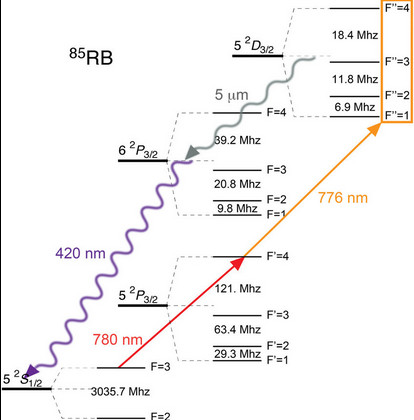 F''=4
18.4 Mhz
5 ²D3/2
F''=3
⁸⁵RB
11.8 Mhz
F''=2
5 μm
6.9 Mhz
F''=1
F=4
39.2 Mhz
6 ²P3/2
F=3
20.8 Mhz
776 nm
F=2
9.8 Mhz
F=1
420 nm
F'=4
121. Mhz
5 ²P3/2
F'=3
63.4 Mhz
780 nm
F'=2
29.3 Mhz
F'=1
F=3
5 ²S1/2
3035.7 Mhz
F=2